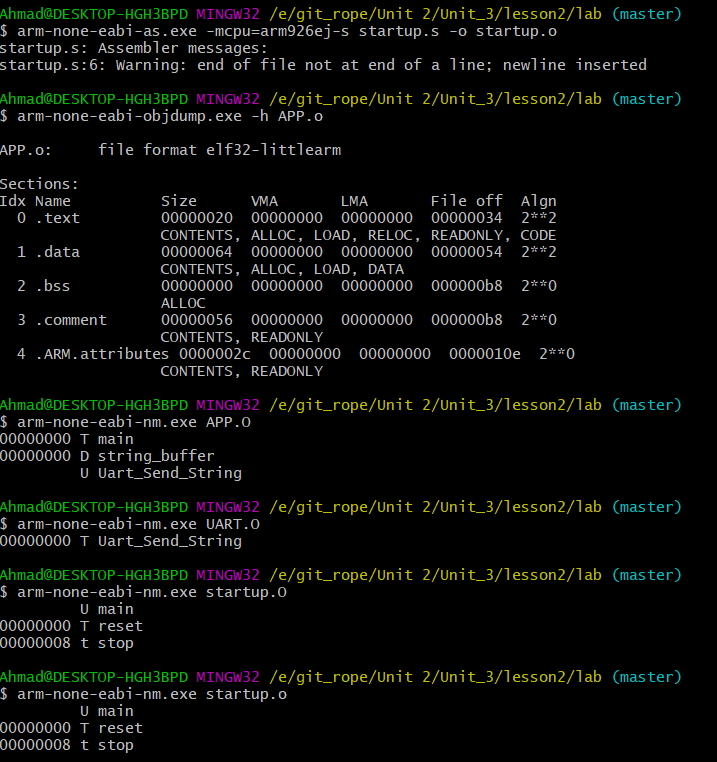 Ahmad@DESKTOP-HGH3BPD MINGW32 /e/git_rope/Unit 2/Unit_3/lesson2/lab (master)
$ arm-none-eabi-as.exe -mcpu=arm926ej-s startup.s -o startup.o
startup.s: Assembler messages:
startup.s:6: Warning: end of file not at end of a line; newline inserted

Ahmad@DESKTOP-HGH3BPD MINGW32 /e/git_rope/Unit 2/Unit_3/lesson2/lab (master)
$ arm-none-eabi-objdump.exe -h APP.o

APP.o:     file format elf32-littlearm

Sections:
Idx Name          Size      VMA       LMA       File off  Algn
  0 .text         00000020  00000000  00000000  00000034  2**2
                  CONTENTS, ALLOC, LOAD, RELOC, READONLY, CODE
  1 .data         00000064  00000000  00000000  00000054  2**2
                  CONTENTS, ALLOC, LOAD, DATA
  2 .bss          00000000  00000000  00000000  000000b8  2**0
                  ALLOC
  3 .comment      00000056  00000000  00000000  000000b8  2**0
                  CONTENTS, READONLY
  4 .ARM.attributes 0000002c  00000000  00000000  0000010e  2**0
                  CONTENTS, READONLY

Ahmad@DESKTOP-HGH3BPD MINGW32 /e/git_rope/Unit 2/Unit_3/lesson2/lab (master)
$ arm-none-eabi-nm.exe APP.O
00000000 T main
00000000 D string_buffer
         U Uart_Send_String

Ahmad@DESKTOP-HGH3BPD MINGW32 /e/git_rope/Unit 2/Unit_3/lesson2/lab (master)
$ arm-none-eabi-nm.exe UART.O
00000000 T Uart_Send_String

Ahmad@DESKTOP-HGH3BPD MINGW32 /e/git_rope/Unit 2/Unit_3/lesson2/lab (master)
$ arm-none-eabi-nm.exe startup.O
         U main
00000000 T reset
00000008 t stop

Ahmad@DESKTOP-HGH3BPD MINGW32 /e/git_rope/Unit 2/Unit_3/lesson2/lab (master)
$ arm-none-eabi-nm.exe startup.o
         U main
00000000 T reset
00000008 t stop